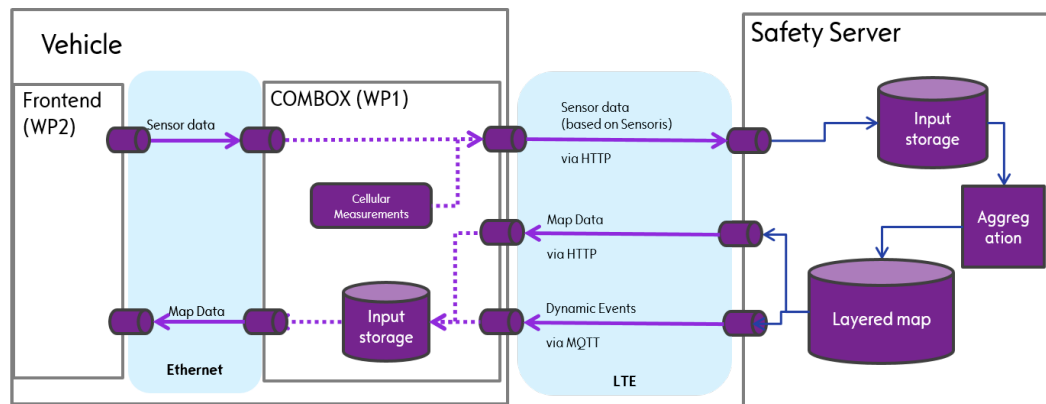 Vehicle
Safety Server
Frontend
(WP2)
COMBOX (WP1)
Sensor data
Sensor data
(based on Sensoris)
via HTTP
Input
storage
Cellular
Measurements
Map Data
via HTTP
Aggreg
ation
Map Data
Input
storage
Dynamic Events
via MQTT
Layered map
Ethernet
LTE